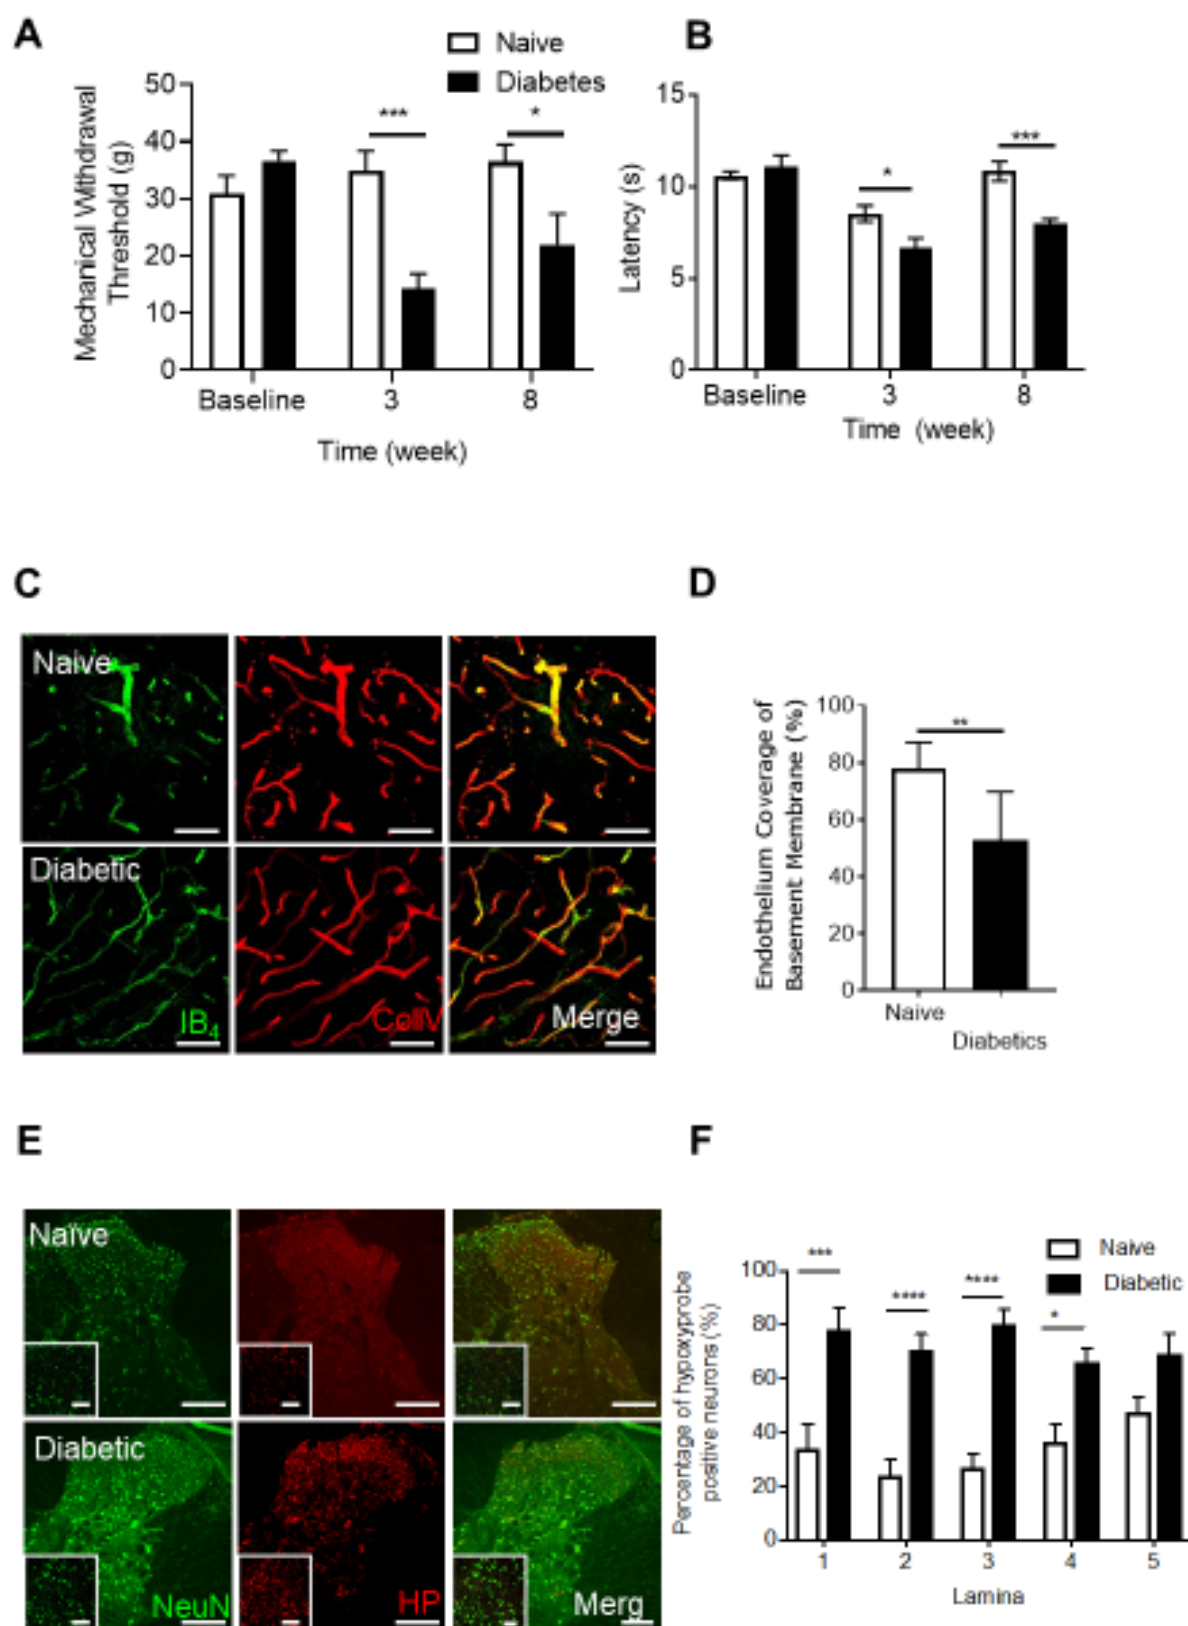 A
Naive
Diabetes
Mechanical Withdrawal
Threshold (g)
50
40
30
20
10
0
***
*
Baseline 3 8
Time (week)
B
Latency (s)
15
10
5
0
*
***
Baseline 3 8
Time (week)
C
Naive
Diabetic
IB4
ColIV
Merge
D
Endothelium Coverage of
Basement Membrane (%)
100
80
60
40
20
0
**
Naive
Diabetics
E
Naïve
Diabetic
NeuN
HP
Merg
F
Naive
Diabetic
Percentage of hypoxyprobe
positive neurons (%)
100
80
60
40
20
0
***
****
****
*
1 2 3 4 5
Lamina